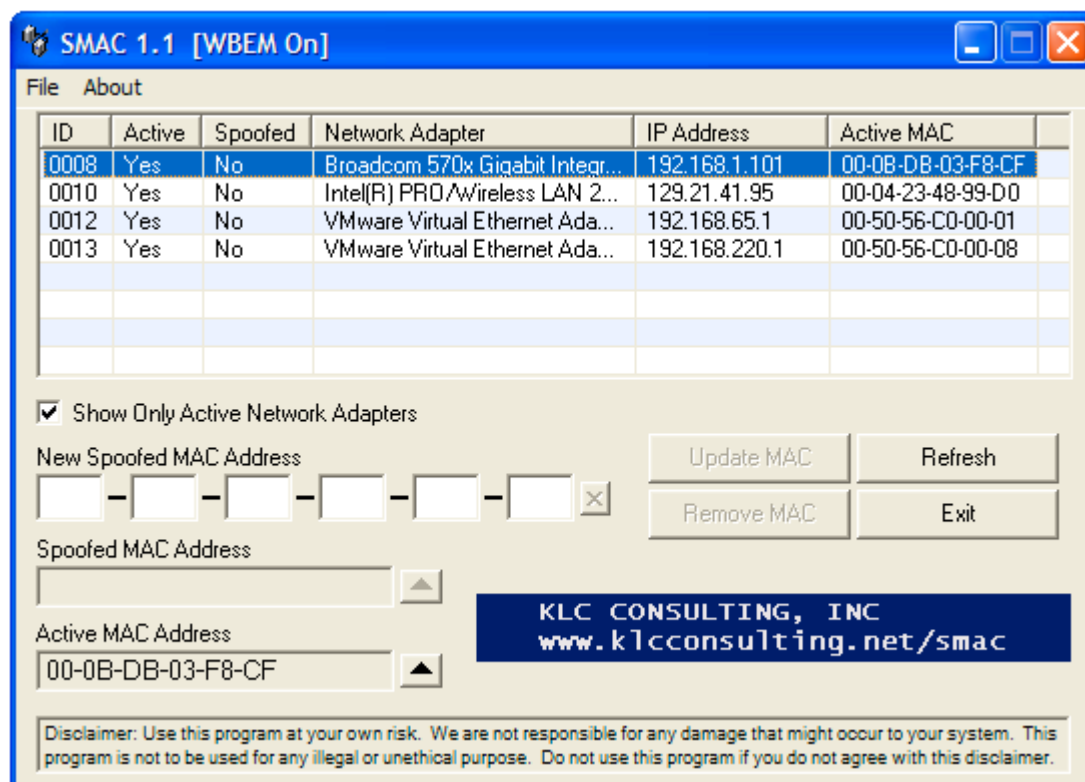 SMAC 1.1 [WBEM On]
File About
ID Active Spoofed Network Adapter IP Address Active MAC
0008 Yes No Broadcom 570x Gigabit Integr... 192.168.1.101 00-0B-DB-03-F8-CF
0010 Yes No Intel(R) PRO/Wireless LAN 2... 129.21.41.95 00-04-23-48-99-D0
0012 Yes No VMware Virtual Ethernet Ada... 192.168.65.1 00-50-56-C0-00-01
0013 Yes No VMware Virtual Ethernet Ada... 192.168.220.1 00-50-56-C0-00-08
Show Only Active Network Adapters
New Spoofed MAC Address
Update MAC Refresh
Remove MAC Exit
Spoofed MAC Address
KLC CONSULTING, INC
www.klcconsulting.net/smac
Active MAC Address
00-0B-DB-03-F8-CF
Disclaimer: Use this program at your own risk. We are not responsible for any damage that might occur to your system. This
program is not to be used for any illegal or unethical purpose. Do not use this program if you do not agree with this disclaimer.